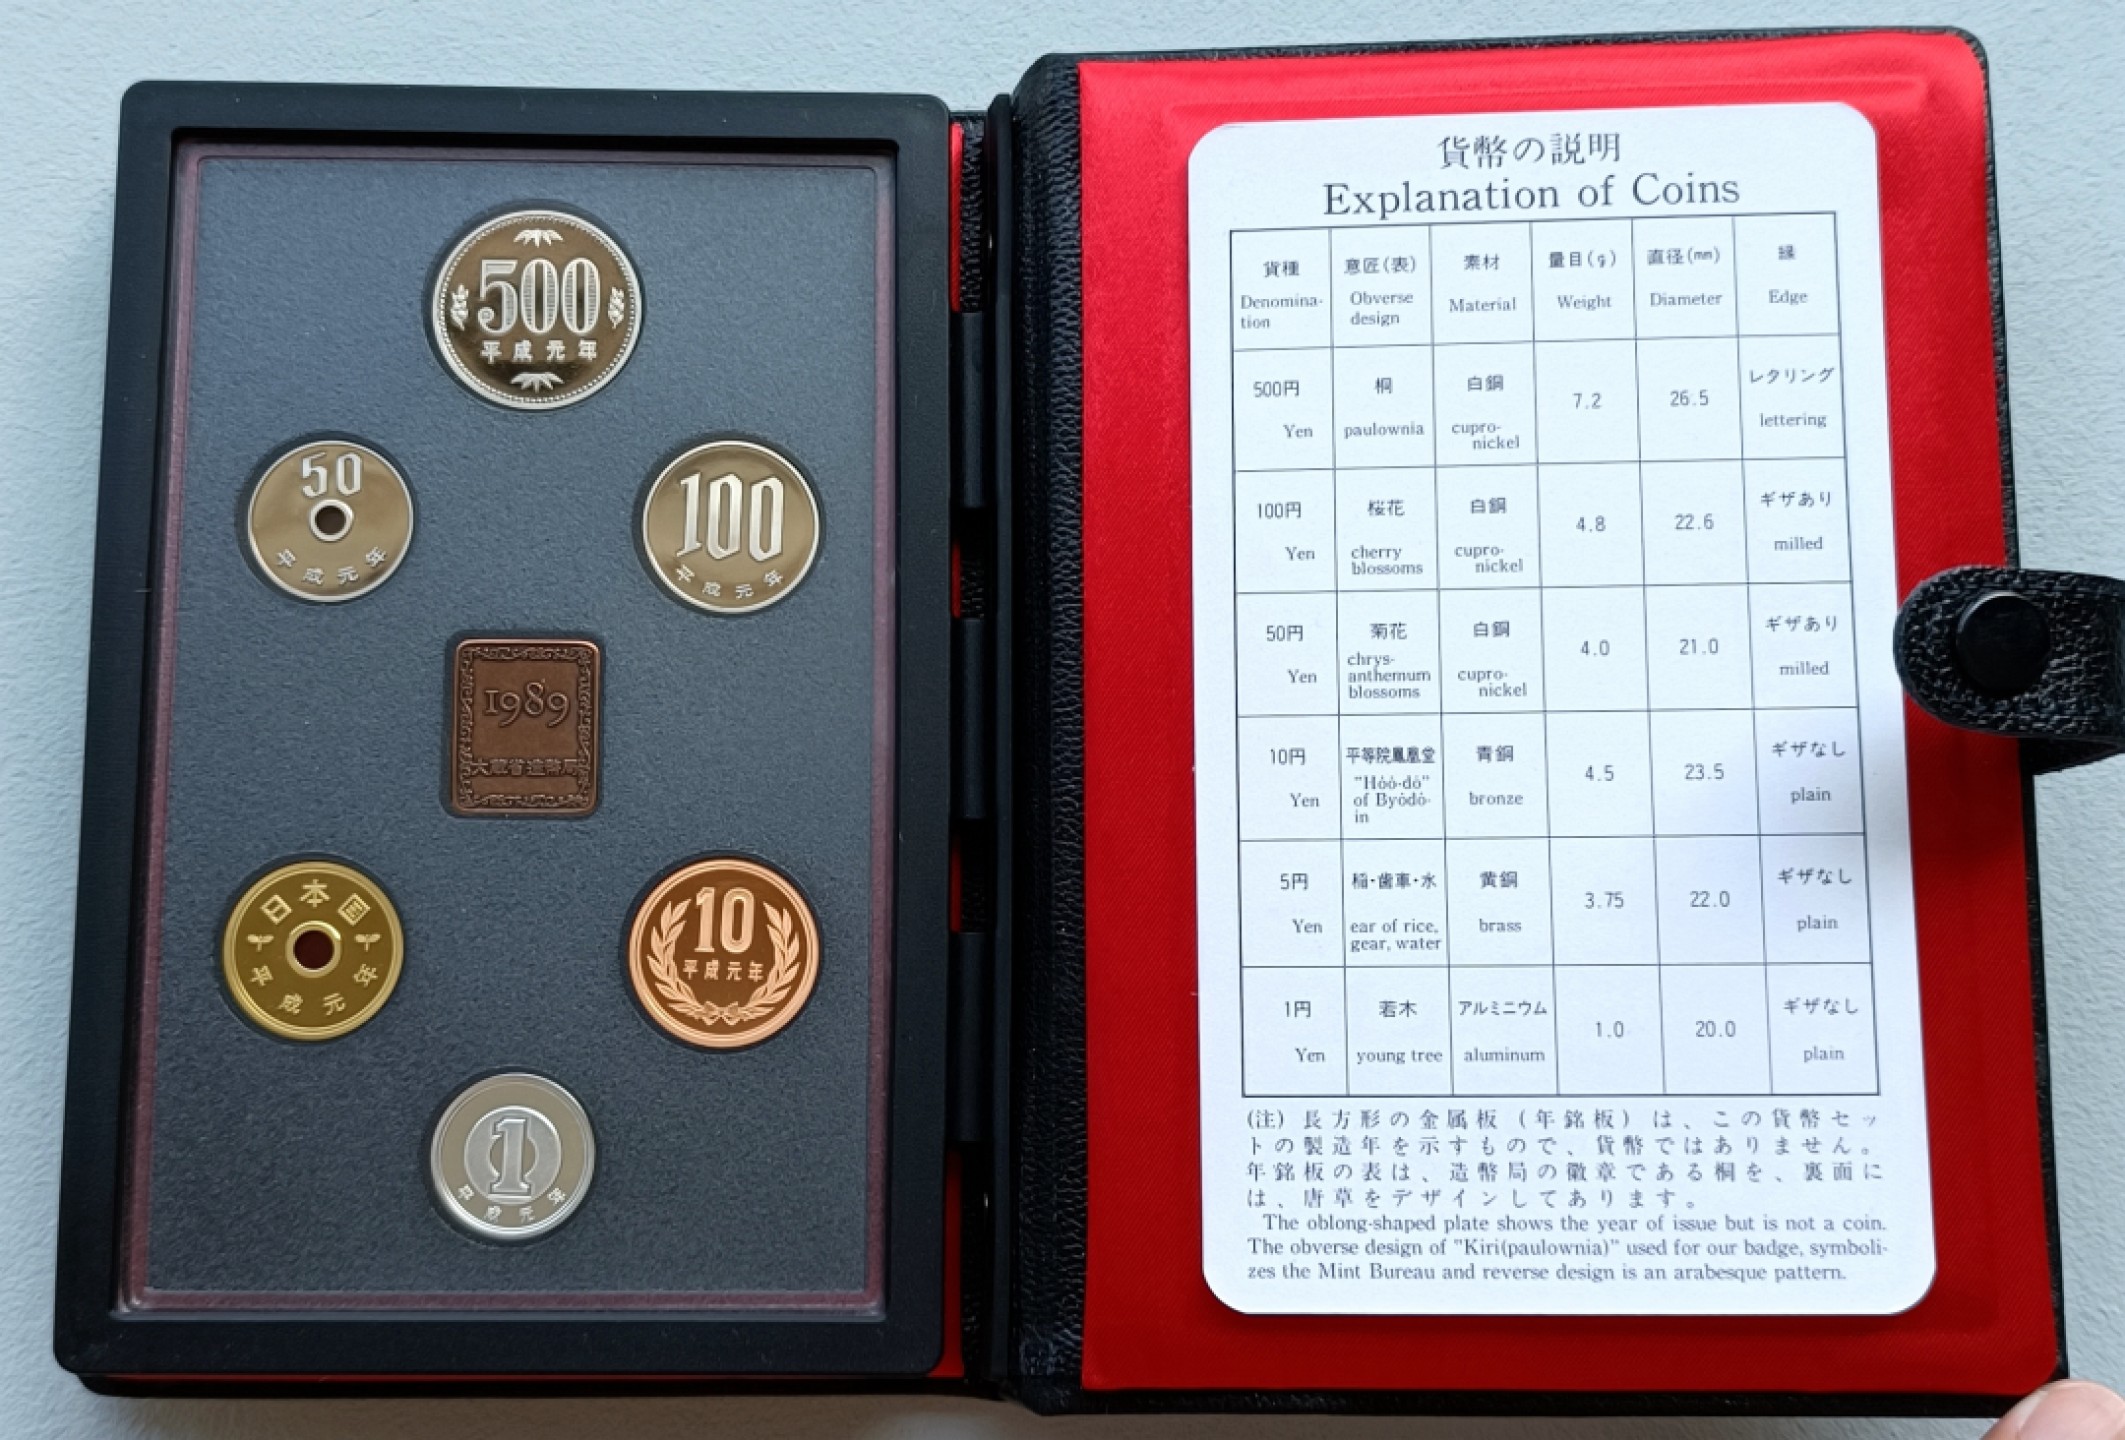 500
平成元年
50
平成元年
100
平成元年
1989
大蔵省造幣局
日本国
平成元年
10
平成元年
1
平成元年
貨幣の説明
Explanation of Coins
貨種 意匠(表) 素材 量目(g) 直径(mm) 縁
Denomina-tion Obverse design Material Weight Diameter Edge
500円 桐 白銅 7.2 26.5 レタリング
Yen paulownia cupro-nickel lettering
100円 桜花 白銅 4.8 22.6 ギザあり
Yen cherry blossoms cupro-nickel milled
50円 菊花 白銅 4.0 21.0 ギザあり
Yen chrys-anthemum blossoms cupro-nickel milled
10円 平等院鳳凰堂 青銅 4.5 23.5 ギザなし
Yen "Hóó-dó" of Byódó-in bronze plain
5円 稲・歯車・水 黄銅 3.75 22.0 ギザなし
Yen ear of rice, gear, water brass plain
1円 若木 アルミニウム 1.0 20.0 ギザなし
Yen young tree aluminum plain
(注) 長方形の金属板(年銘板)は、この貨幣セッ
トの製造年を示すもので、貨幣ではありません。
年銘板の表は、造幣局の徽章である桐を、裏面に
は、唐草をデザインしてあります。
The oblong-shaped plate shows the year of issue but is not a coin.
The obverse design of "Kiri(paulownia)" used for our badge, symboli-
zes the Mint Bureau and reverse design is an arabesque pattern.